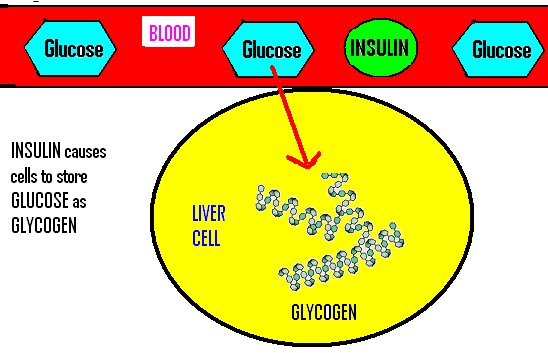 Glucose
BLOOD
Glucose
INSULIN
Glucose
INSULIN causes
cells to store
GLUCOSE as
GLYCOGEN
LIVER
CELL
GLYCOGEN